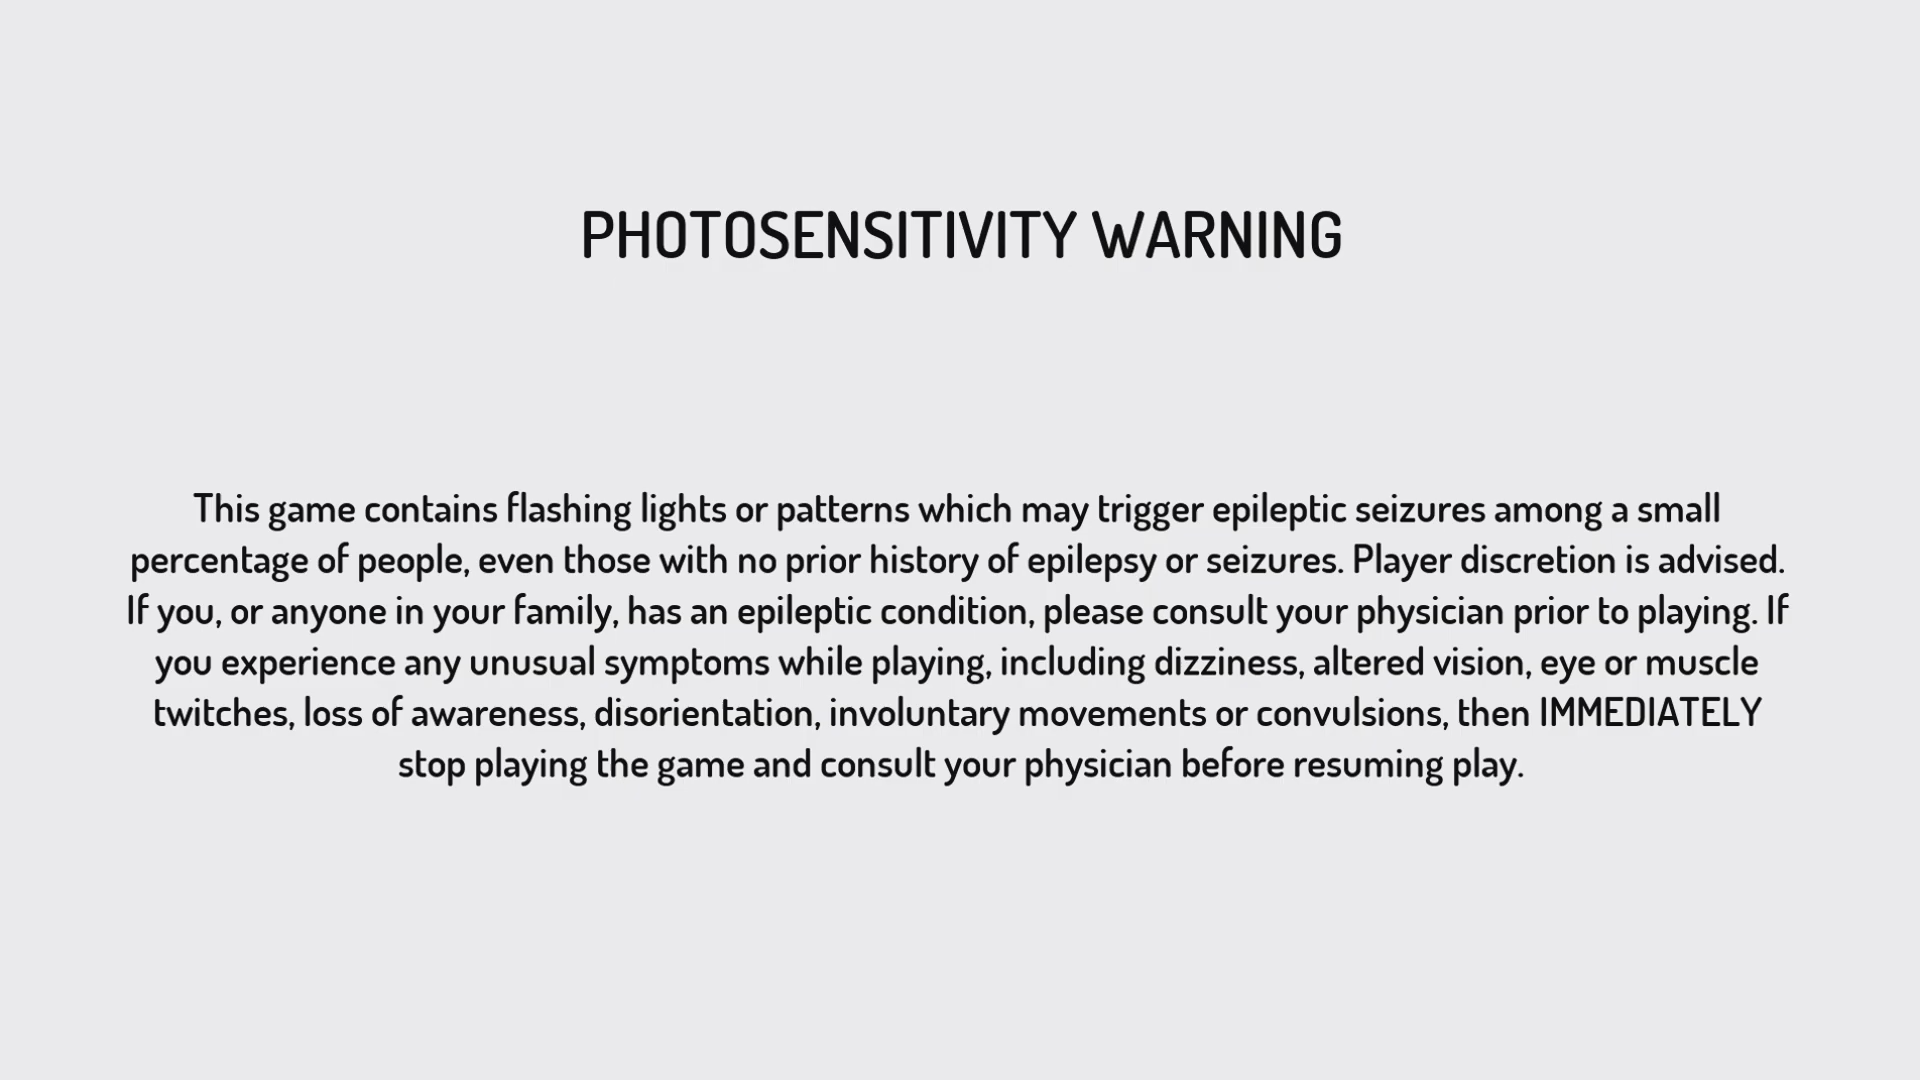 PHOTOSENSITIVITY WARNING
This game contains flashing lights or patterns which may trigger epileptic seizures among a small
percentage of people, even those with no prior history of epilepsy or seizures. Player discretion is advised.
If you, or anyone in your family, has an epileptic condition, please consult your physician prior to playing. If
you experience any unusual symptoms while playing, including dizziness, altered vision, eye or muscle
twitches, loss of awareness, disorientation, involuntary movements or convulsions, then IMMEDIATELY
stop playing the game and consult your physician before resuming play.